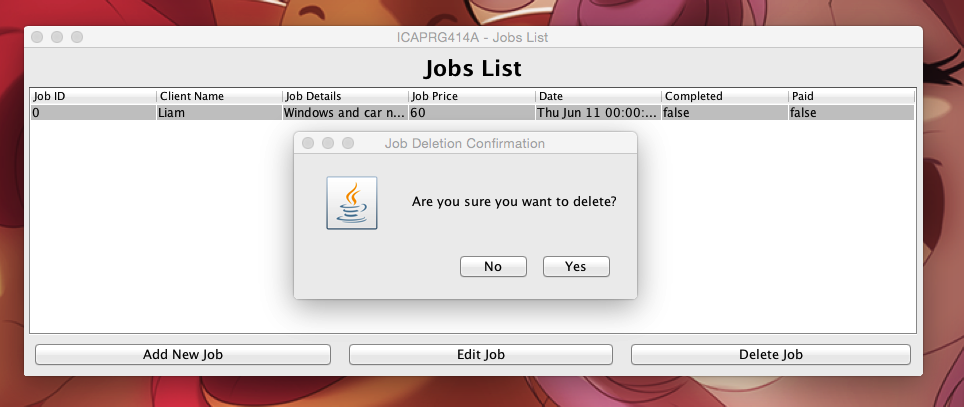 ICAPRG414A - Jobs List
Jobs List
Job ID Client Name Job Details Job Price Date Completed Paid
0 Liam Windows and car n... 60 Thu Jun 11 00:00:... false false
Job Deletion Confirmation
Are you sure you want to delete?
No Yes
Add New Job Edit Job Delete Job